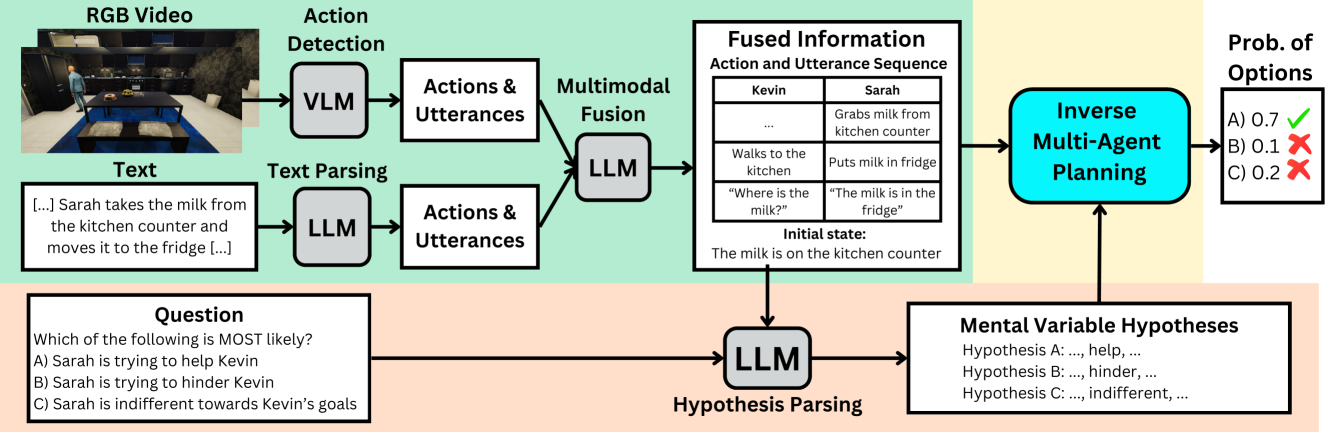 RGB Video
Action
Detection
VLM
Actions &
Utterances
Text
[...] Sarah takes the milk from
the kitchen counter and
moves it to the fridge [...]
Text Parsing
LLM
Actions &
Utterances
Multimodal
Fusion
LLM
Fused Information
Action and Utterance Sequence
Kevin Sarah
... Grabs milk from
kitchen counter
Walks to the
kitchen
Puts milk in fridge
“Where is the
milk?”
“The milk is in the
fridge”
Initial state:
The milk is on the kitchen counter
Inverse
Multi-Agent
Planning
Prob. of
Options
A) 0.7
B) 0.1
C) 0.2
Question
Which of the following is MOST likely?
A) Sarah is trying to help Kevin
B) Sarah is trying to hinder Kevin
C) Sarah is indifferent towards Kevin’s goals
LLM
Hypothesis Parsing
Mental Variable Hypotheses
Hypothesis A: ..., help, ...
Hypothesis B: ..., hinder, ...
Hypothesis C: ..., indifferent, ...